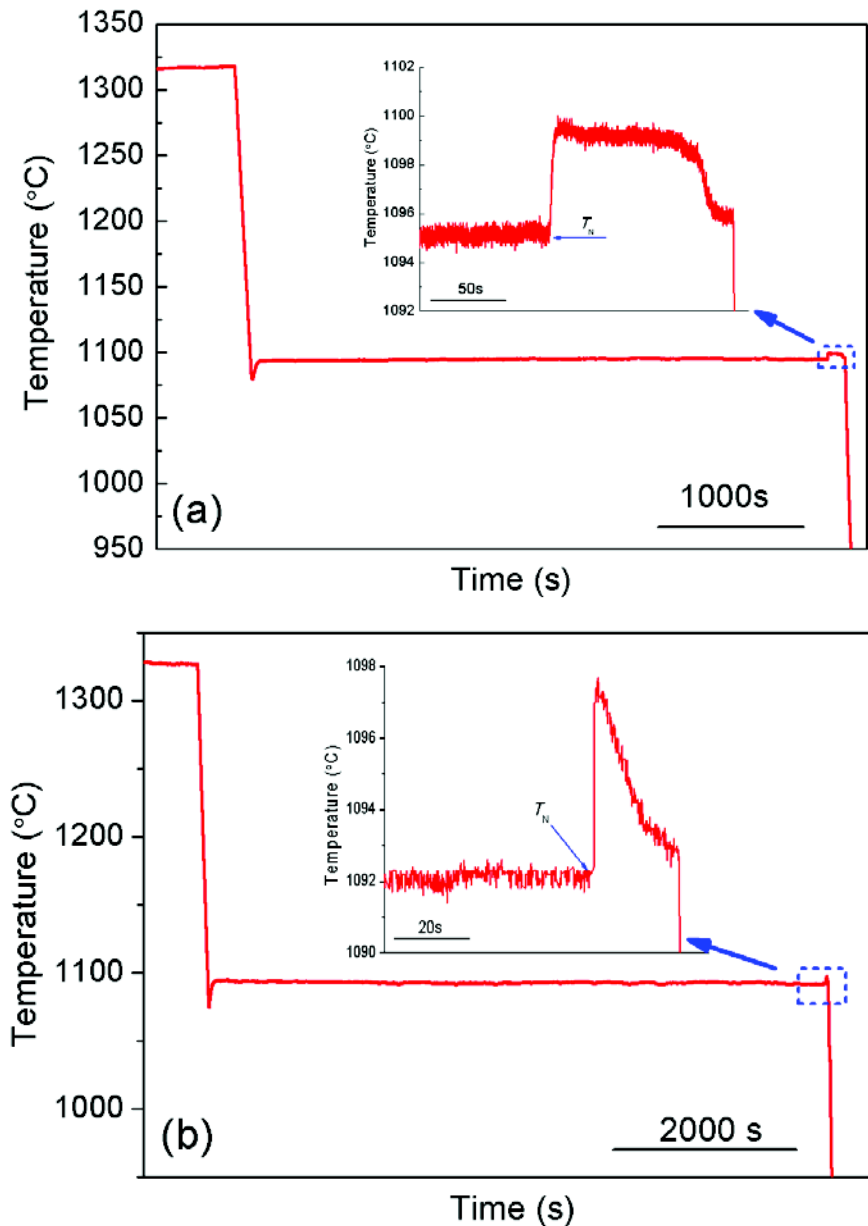 1350
1300
1250
1200
1150
1100
1050
1000
950
Temperature (°C)
1102
1100
1098
1096
1094
1092
Temperature (°C)
T_N
50s
1000s
(a)
Time (s)
1300
1200
1100
1000
Temperature (°C)
1098
1096
1094
1092
1090
Temperature (°C)
T_N
20s
2000 s
(b)
Time (s)